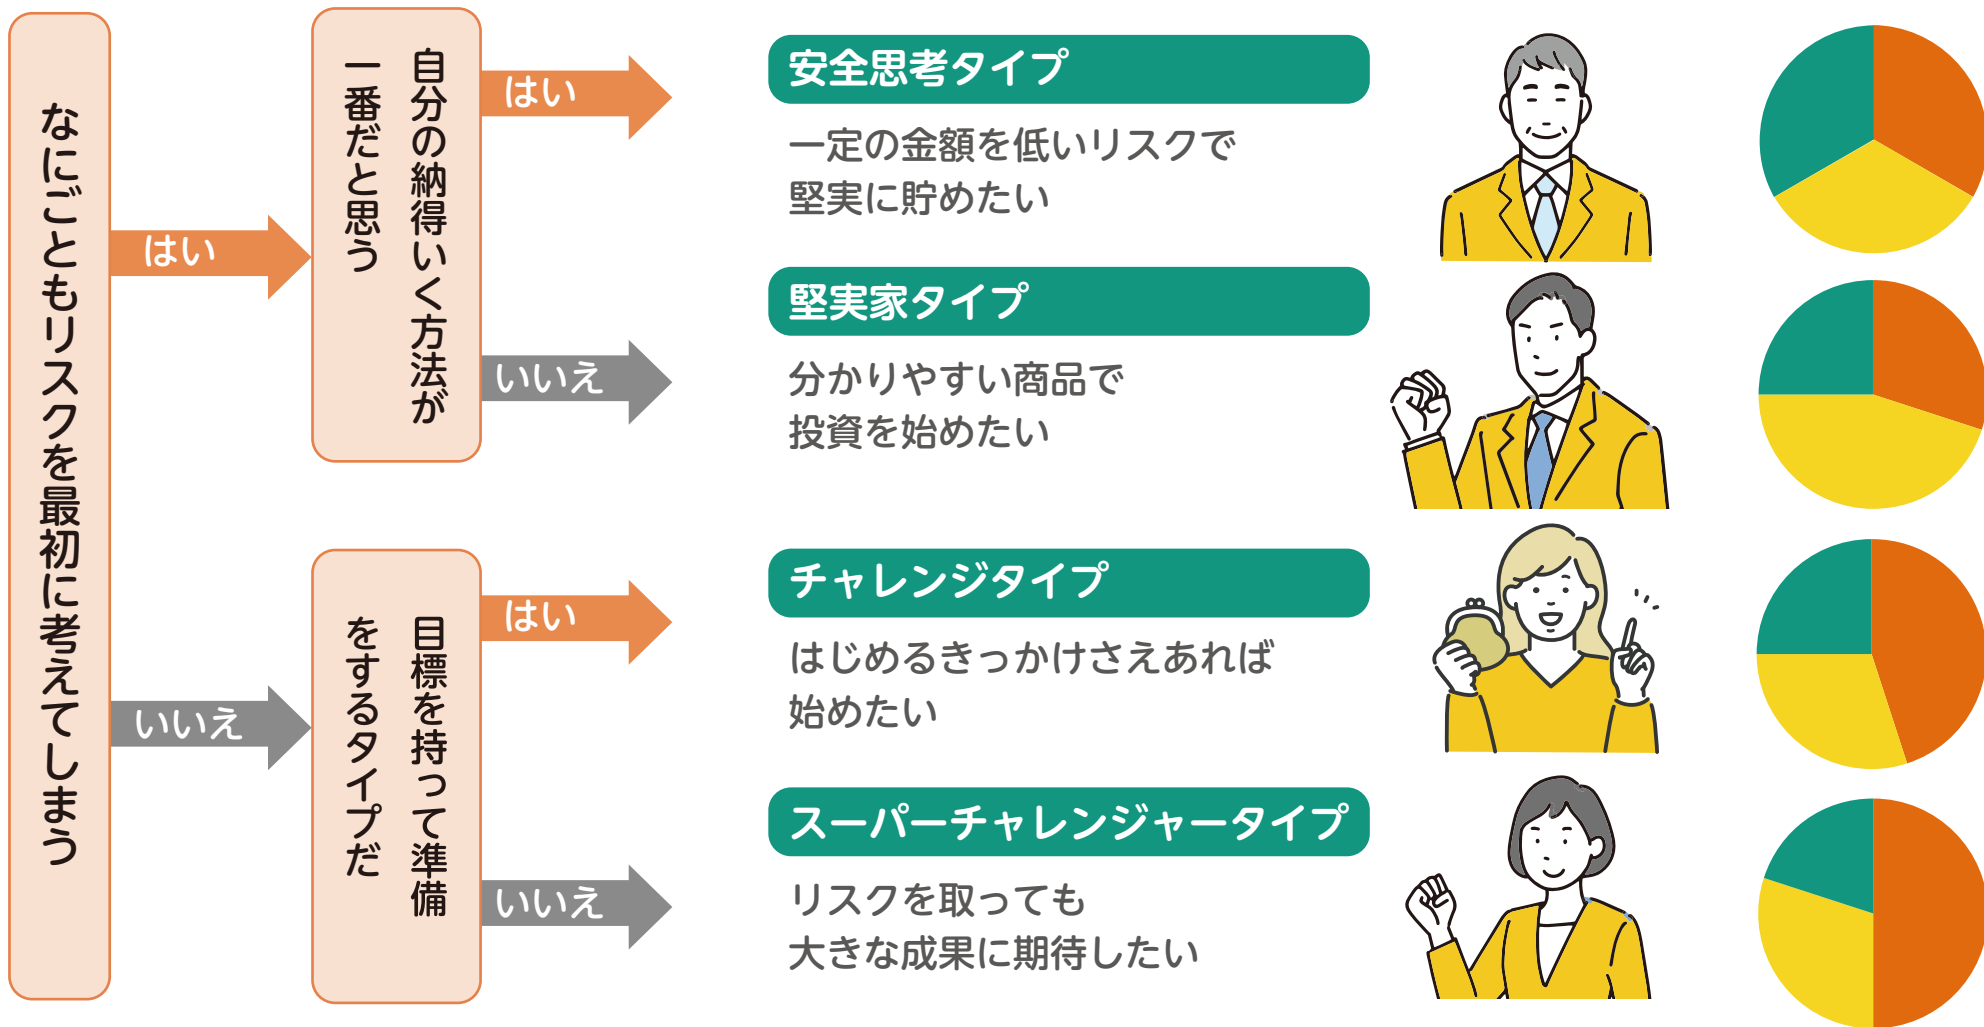 なにごともリスクを最初に考えてしまう
はい
いいえ
自分の納得いく方法が
一番だと思う
はい
いいえ
目標を持って準備
をするタイプだ
はい
いいえ
安全思考タイプ
一定の金額を低いリスクで
堅実に貯めたい
堅実家タイプ
分かりやすい商品で
投資を始めたい
チャレンジタイプ
はじめるきっかけさえあれば
始めたい
スーパーチャレンジャータイプ
リスクを取っても
大きな成果に期待したい